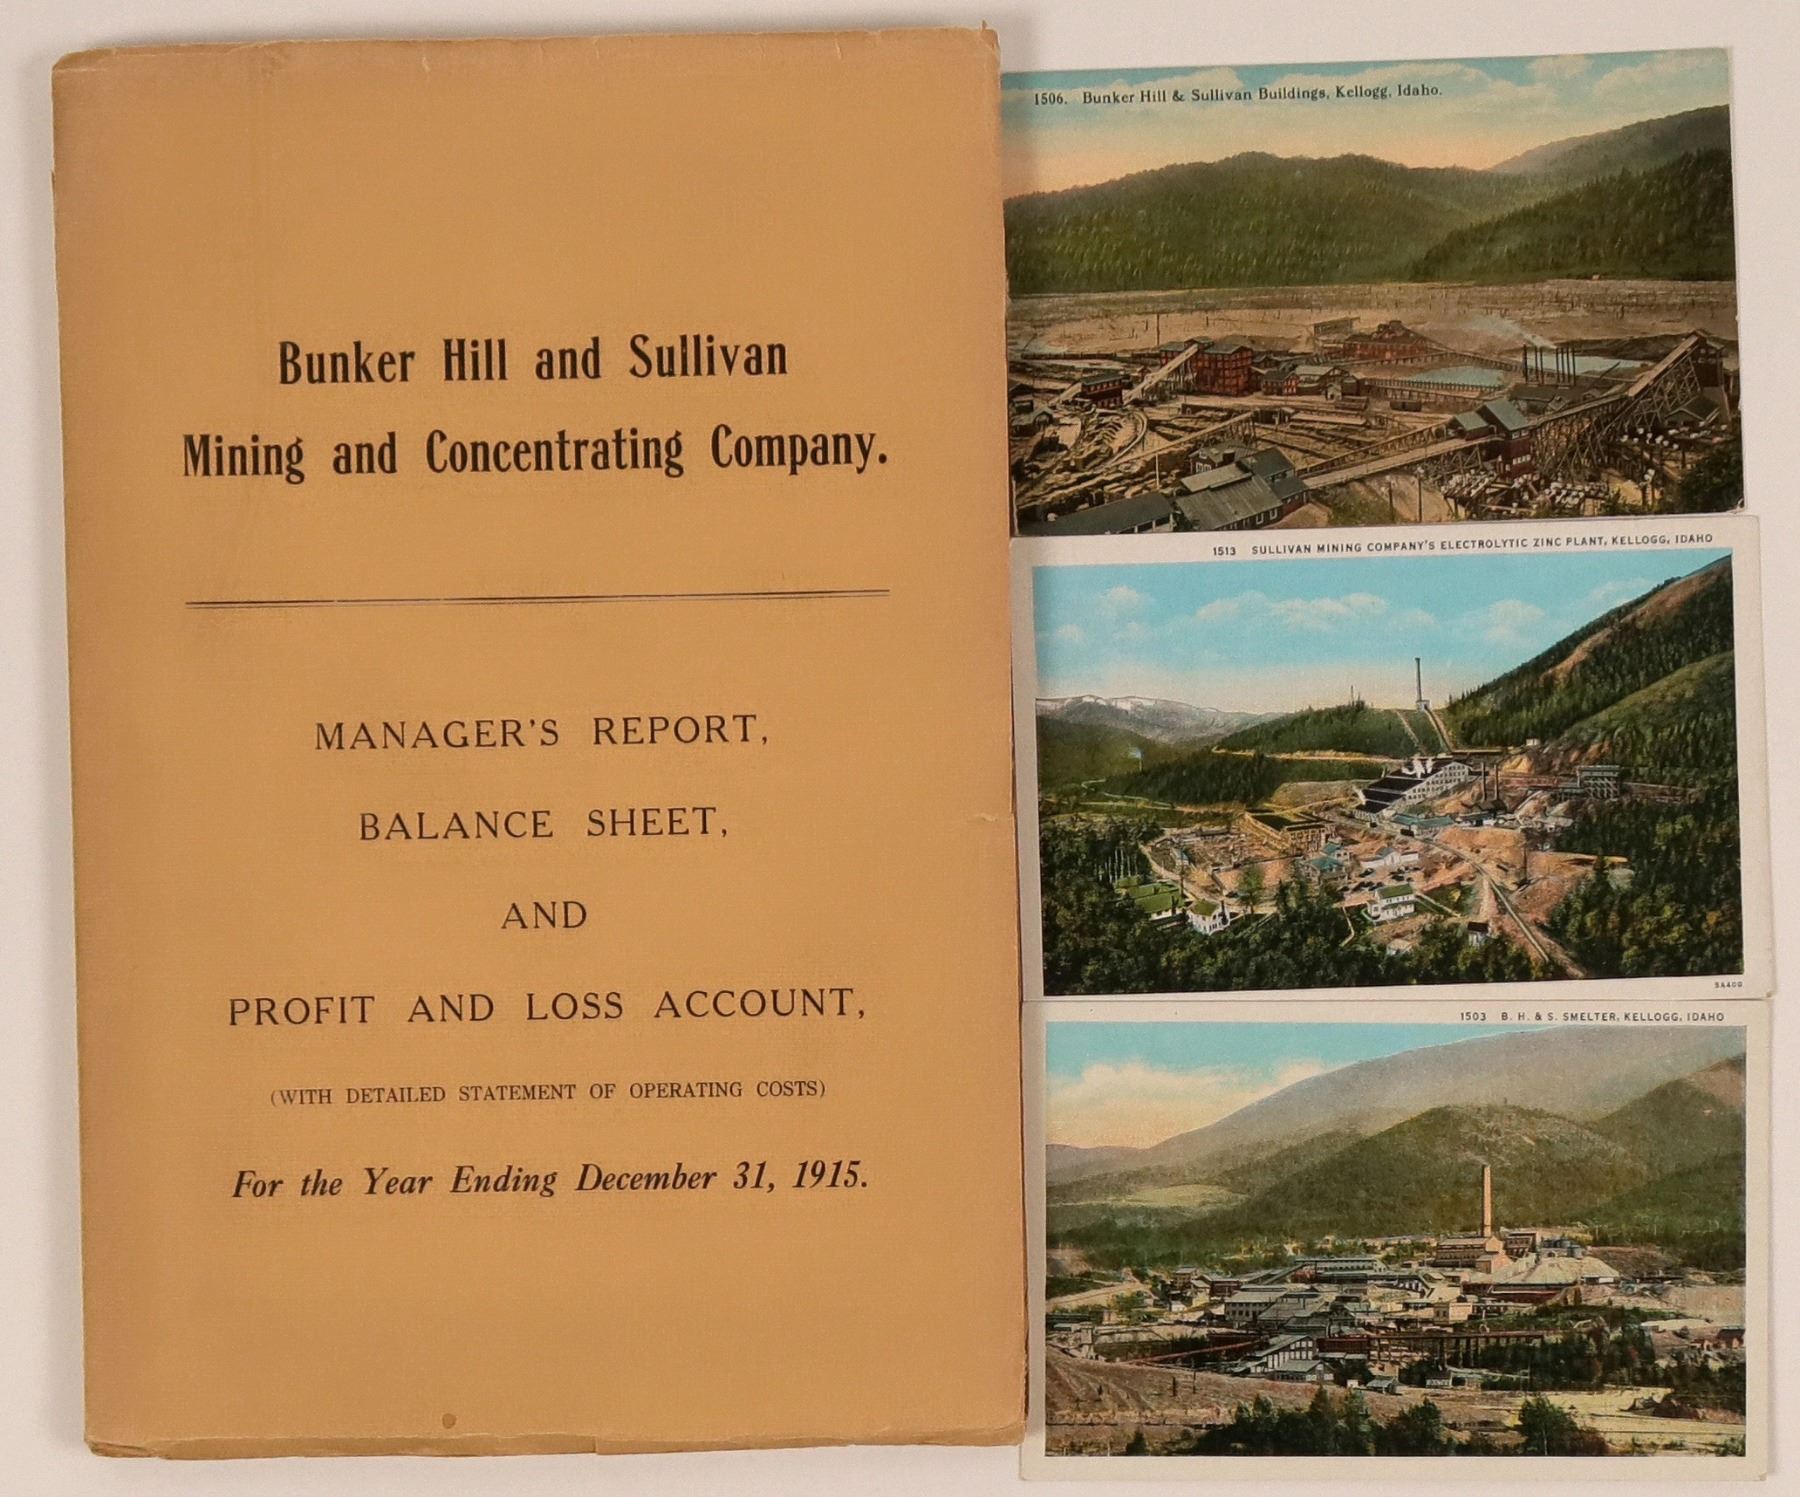 Bunker Hill and Sullivan
Mining and Concentrating Company.
MANAGER'S REPORT,
BALANCE SHEET,
AND
PROFIT AND LOSS ACCOUNT,
(WITH DETAILED STATEMENT OF OPERATING COSTS)
For the Year Ending December 31, 1915.
1506. Bunker Hill & Sullivan Buildings, Kellogg, Idaho.
1513 SULLIVAN MINING COMPANY'S ELECTROLYTIC ZINC PLANT, KELLOGG, IDAHO
5A400
1503 B. H. & S. SMELTER, KELLOGG, IDAHO